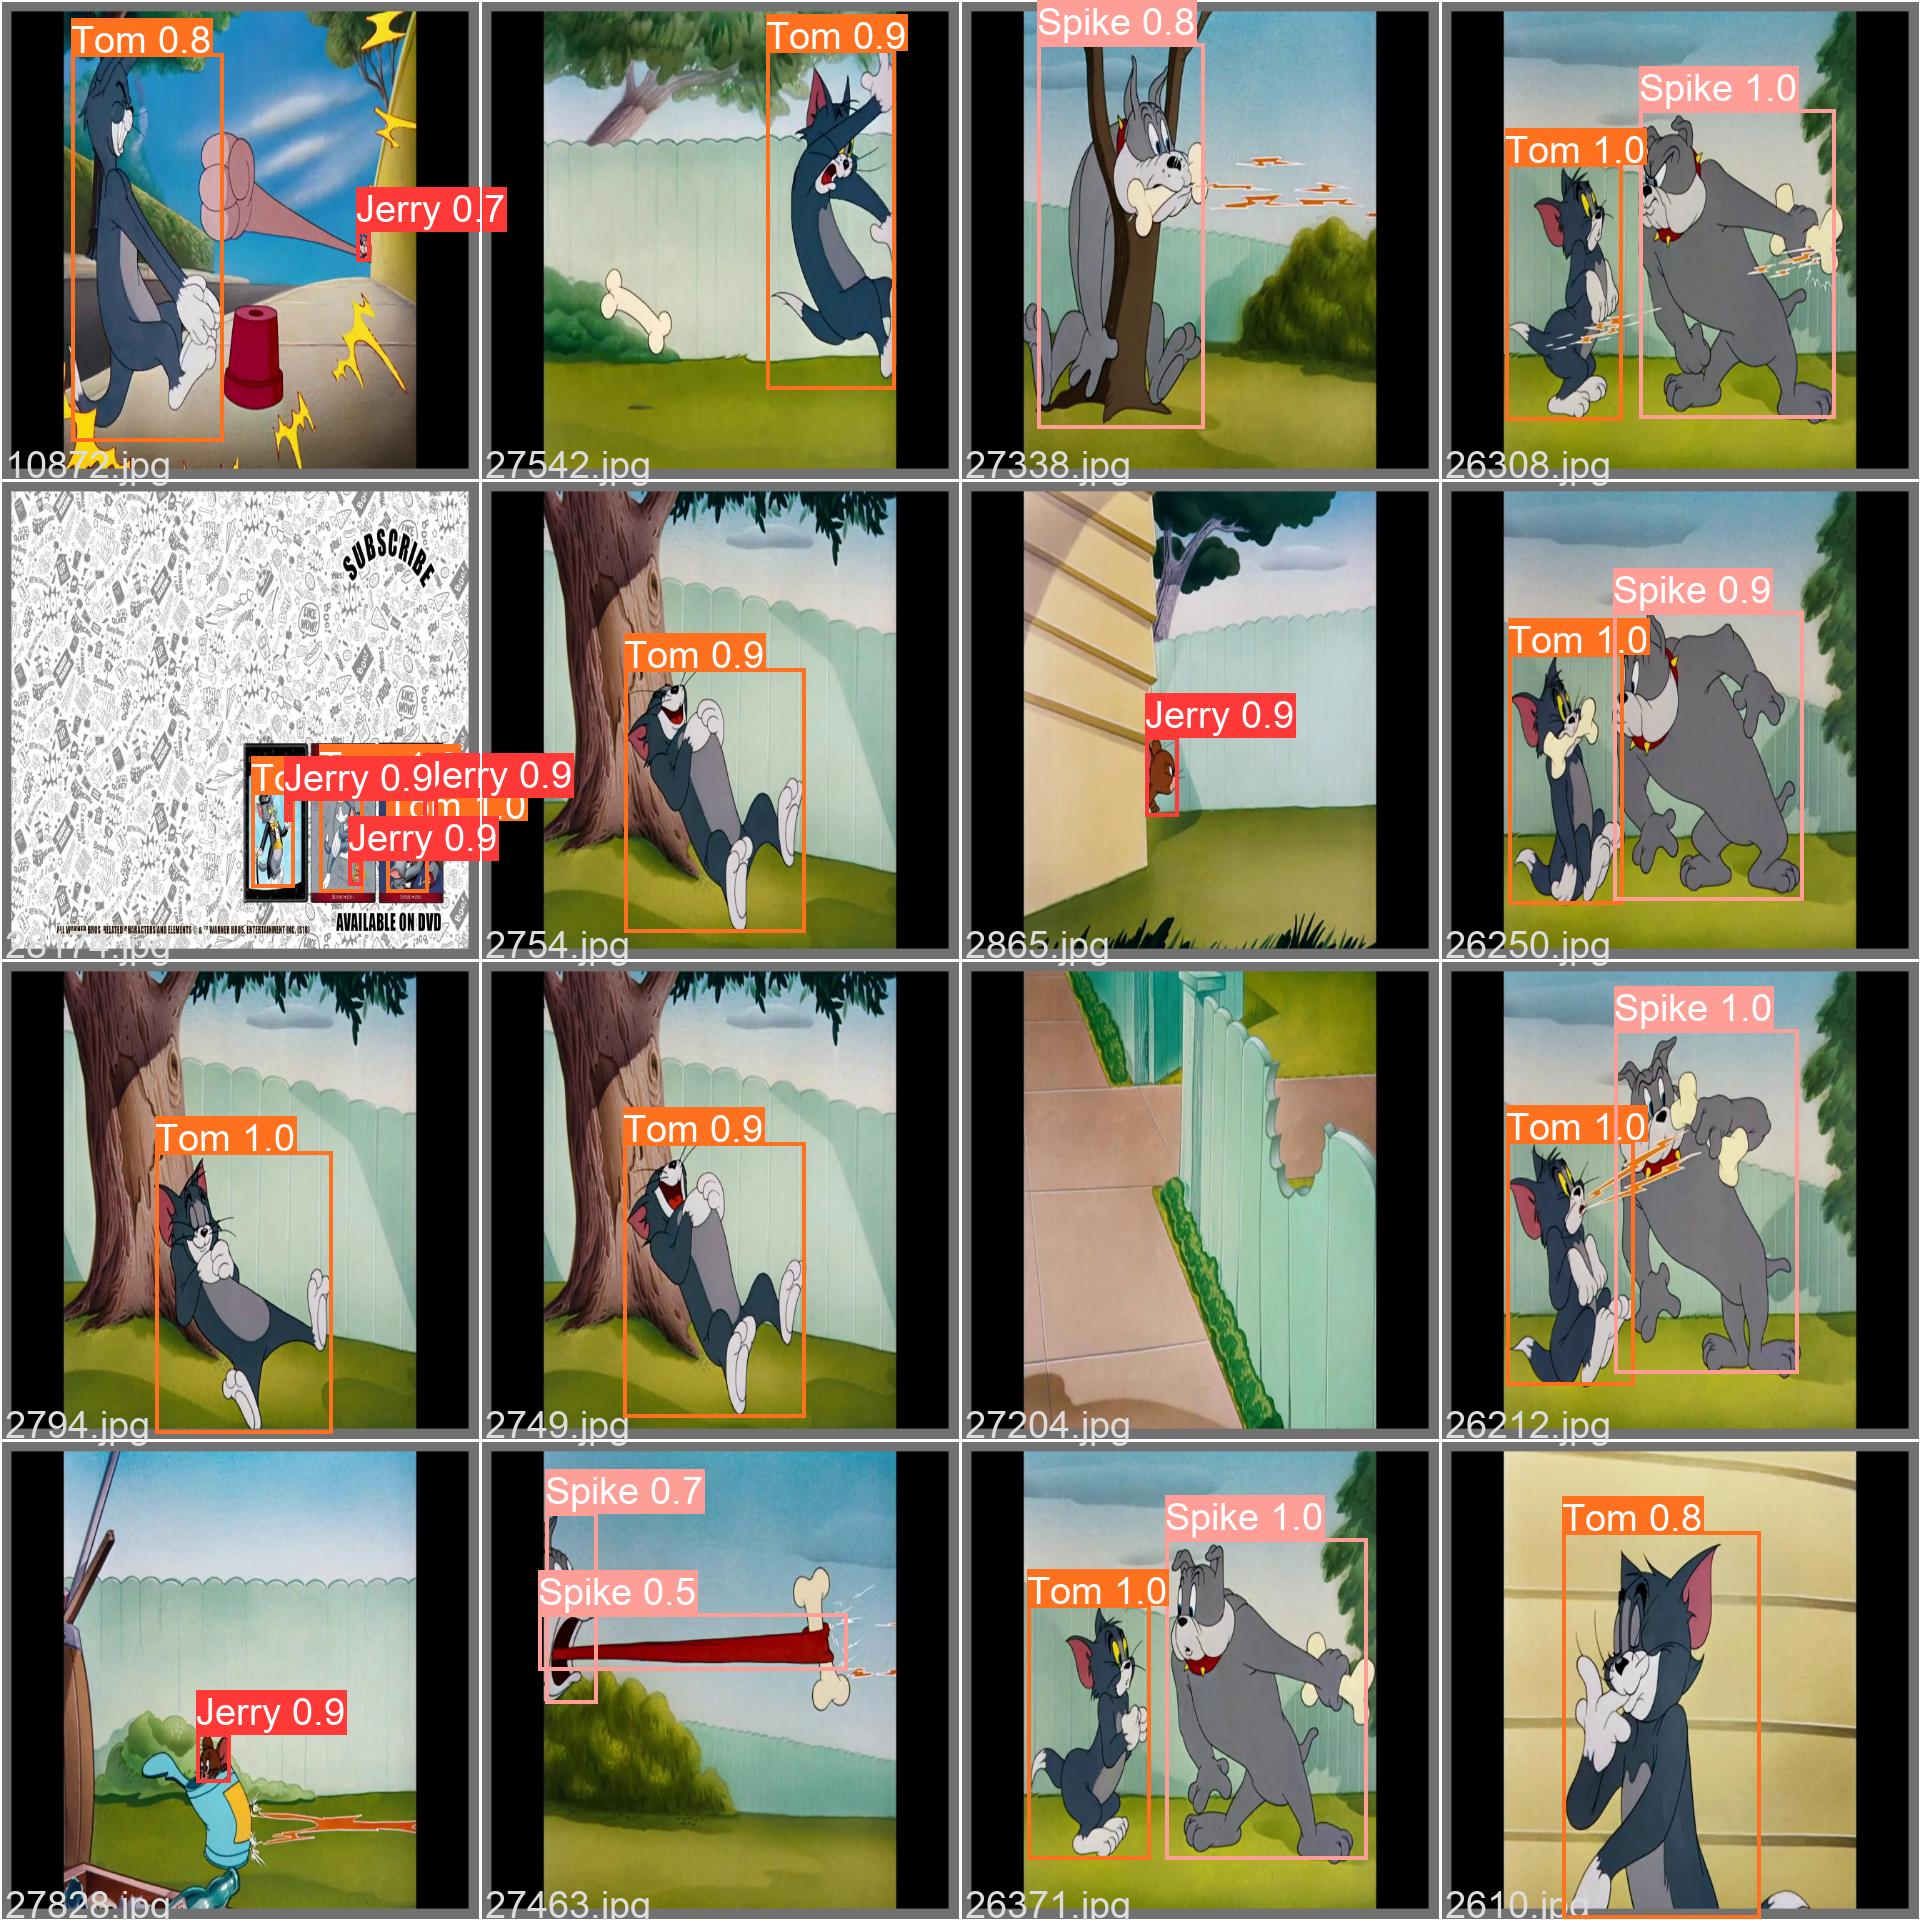 Tom 0.8
Jerry 0.7
10872.jpg
Tom 0.9
27542.jpg
Spike 0.8
27338.jpg
Spike 1.0
Tom 1.0
26308.jpg
SUBSCRIBE
Jerry 0.9
Jerry 0.9
Jerry 0.9
AVAILABLE ON DVD
Tom 0.9
2754.jpg
Jerry 0.9
2865.jpg
Spike 0.9
Tom 1.0
26250.jpg
Tom 1.0
2794.jpg
Tom 0.9
2749.jpg
27204.jpg
Spike 1.0
Tom 1.0
26212.jpg
Jerry 0.9
27828.jpg
Spike 0.7
Spike 0.5
27463.jpg
Spike 1.0
Tom 1.0
26371.jpg
Tom 0.8
2610.jpg